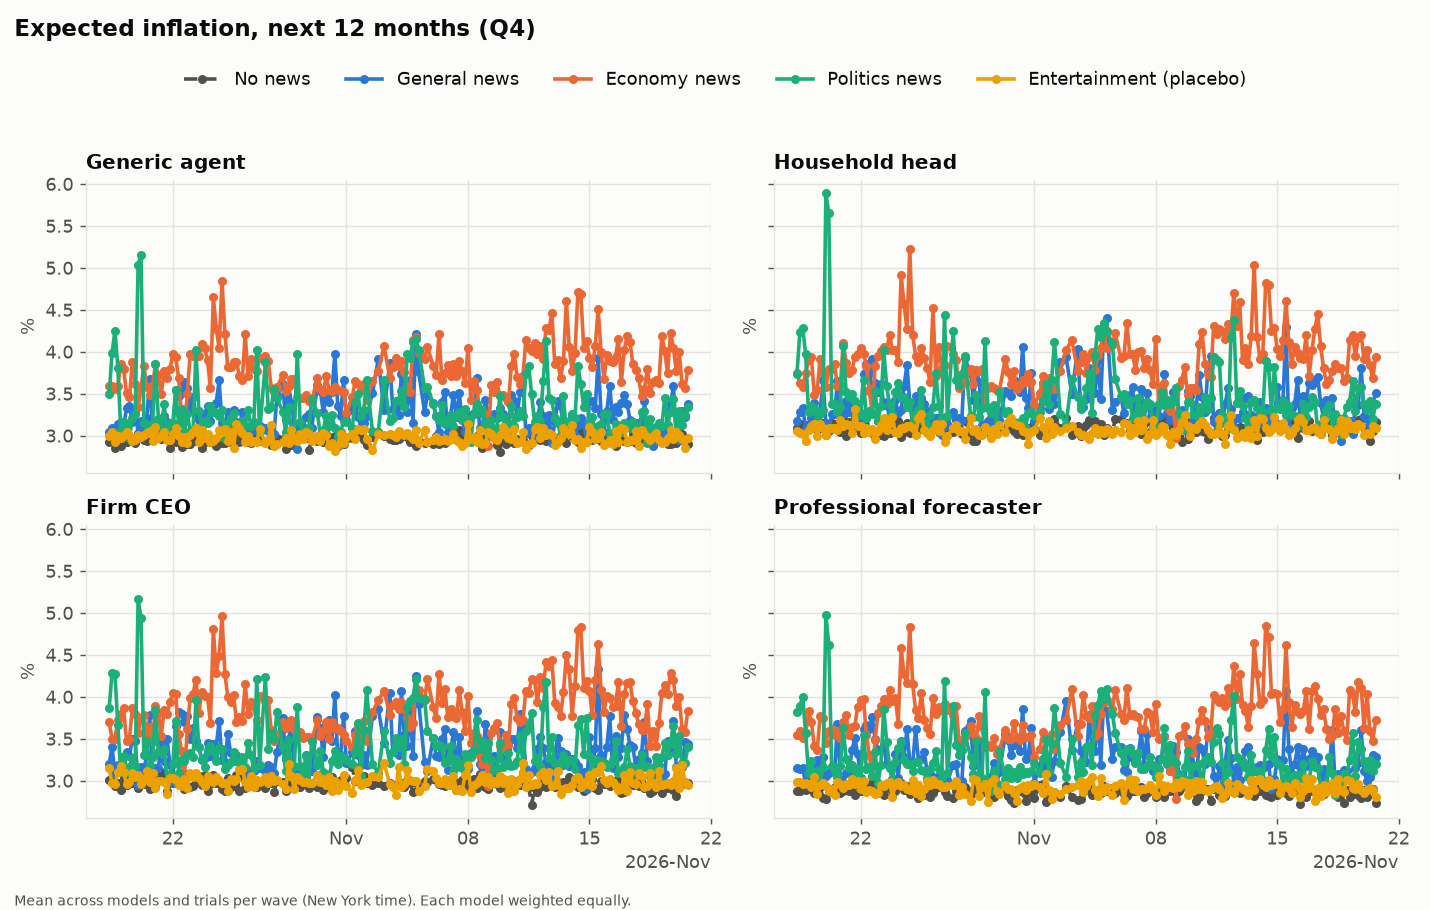 Expected inflation, next 12 months (Q4)
No news
General news
Economy news
Politics news
Entertainment (placebo)
Generic agent
Household head
6.0
5.5
5.0
4.5
4.0
3.5
3.0
%
%
Firm CEO
Professional forecaster
6.0
5.5
5.0
4.5
4.0
3.5
3.0
%
%
22 Nov 08 15 22
22 Nov 08 15 22
2026-Nov
2026-Nov
Mean across models and trials per wave (New York time). Each model weighted equally.